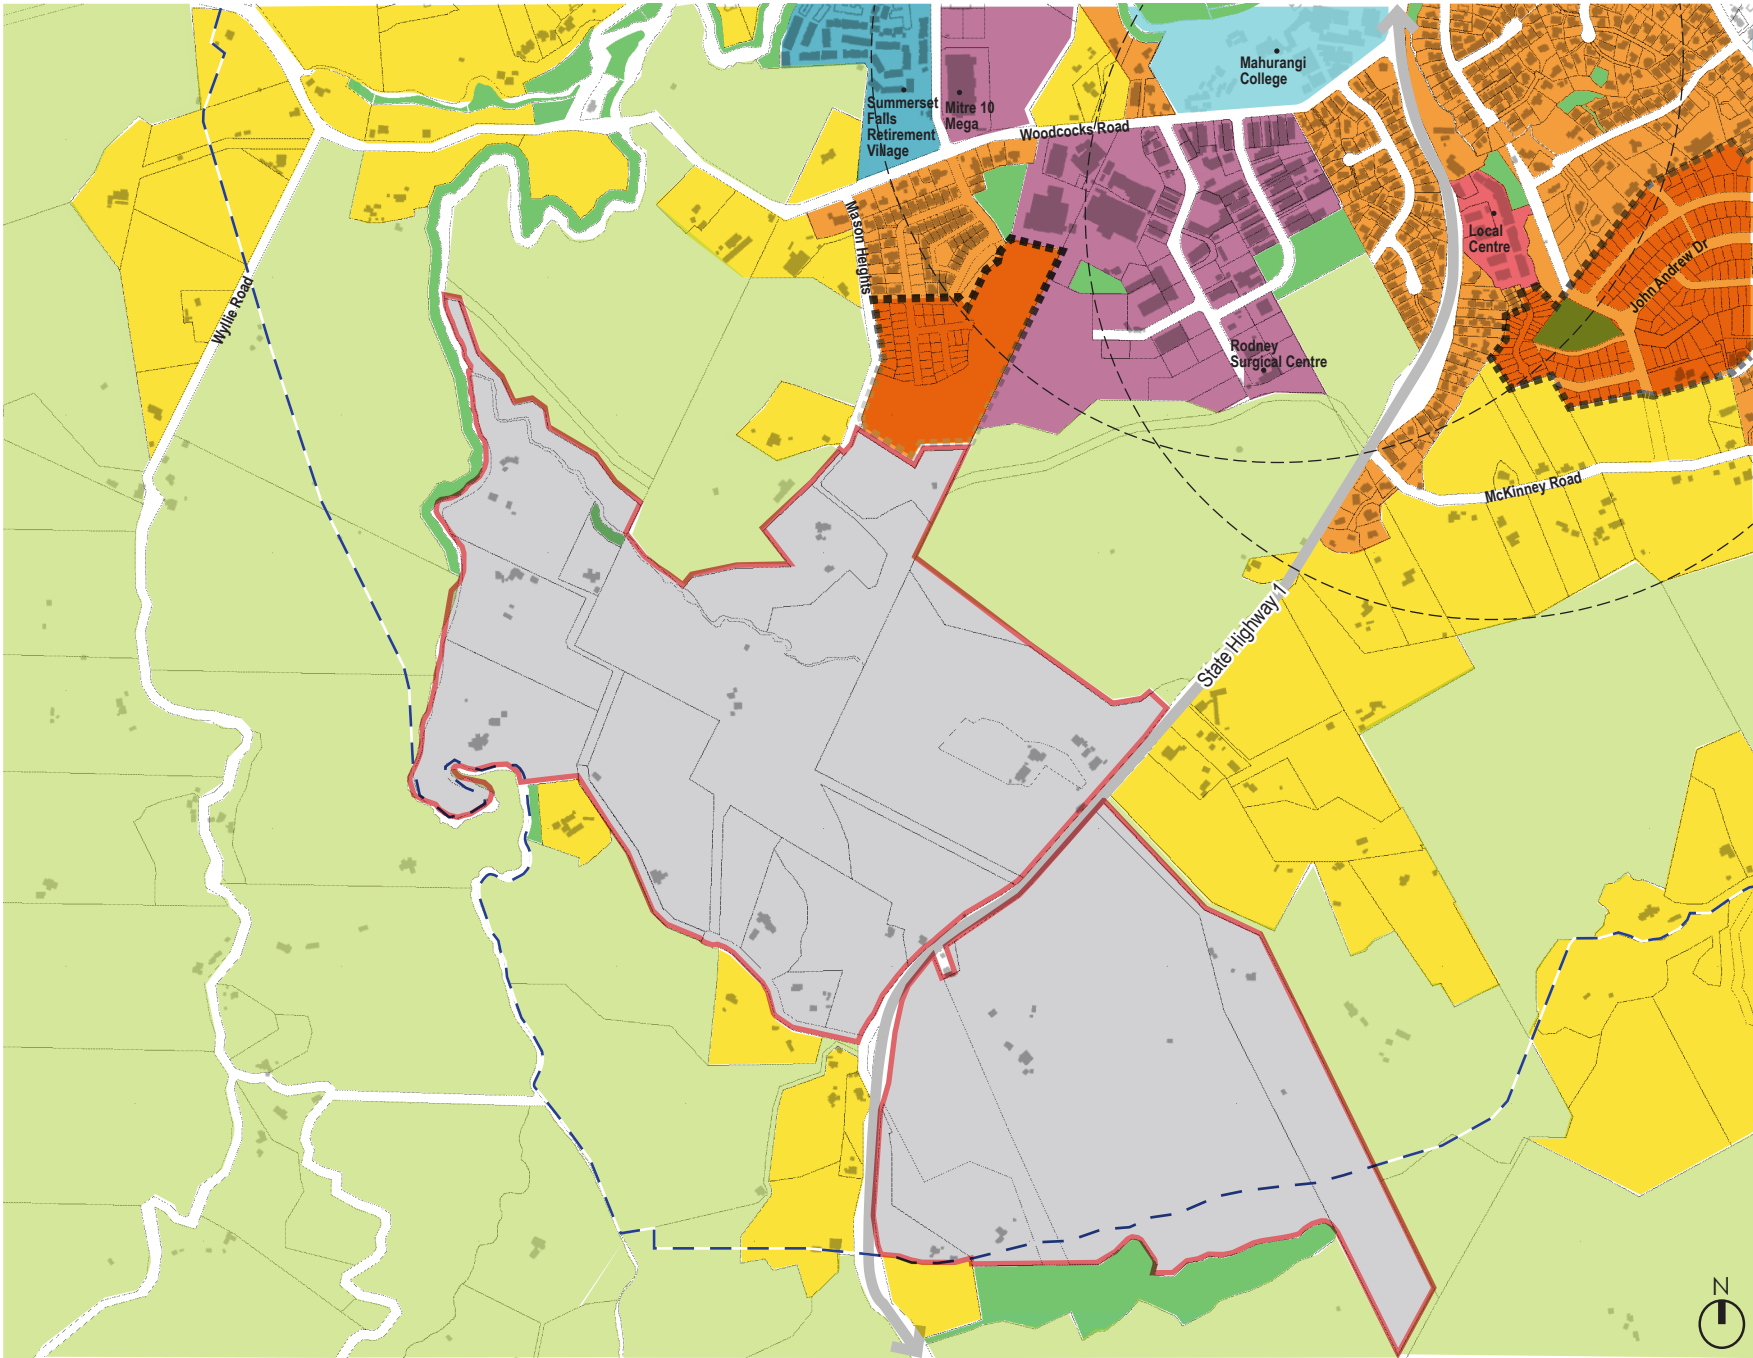 Mahurangi
College
Summerset
Falls
Retirement
Village
Mitre 10
Mega
Woodcocks Road
Mason Heights
Local
Centre
John Andrew Dr
Wyllie Road
Rodney
Surgical Centre
McKinney Road
State Highway 1
N